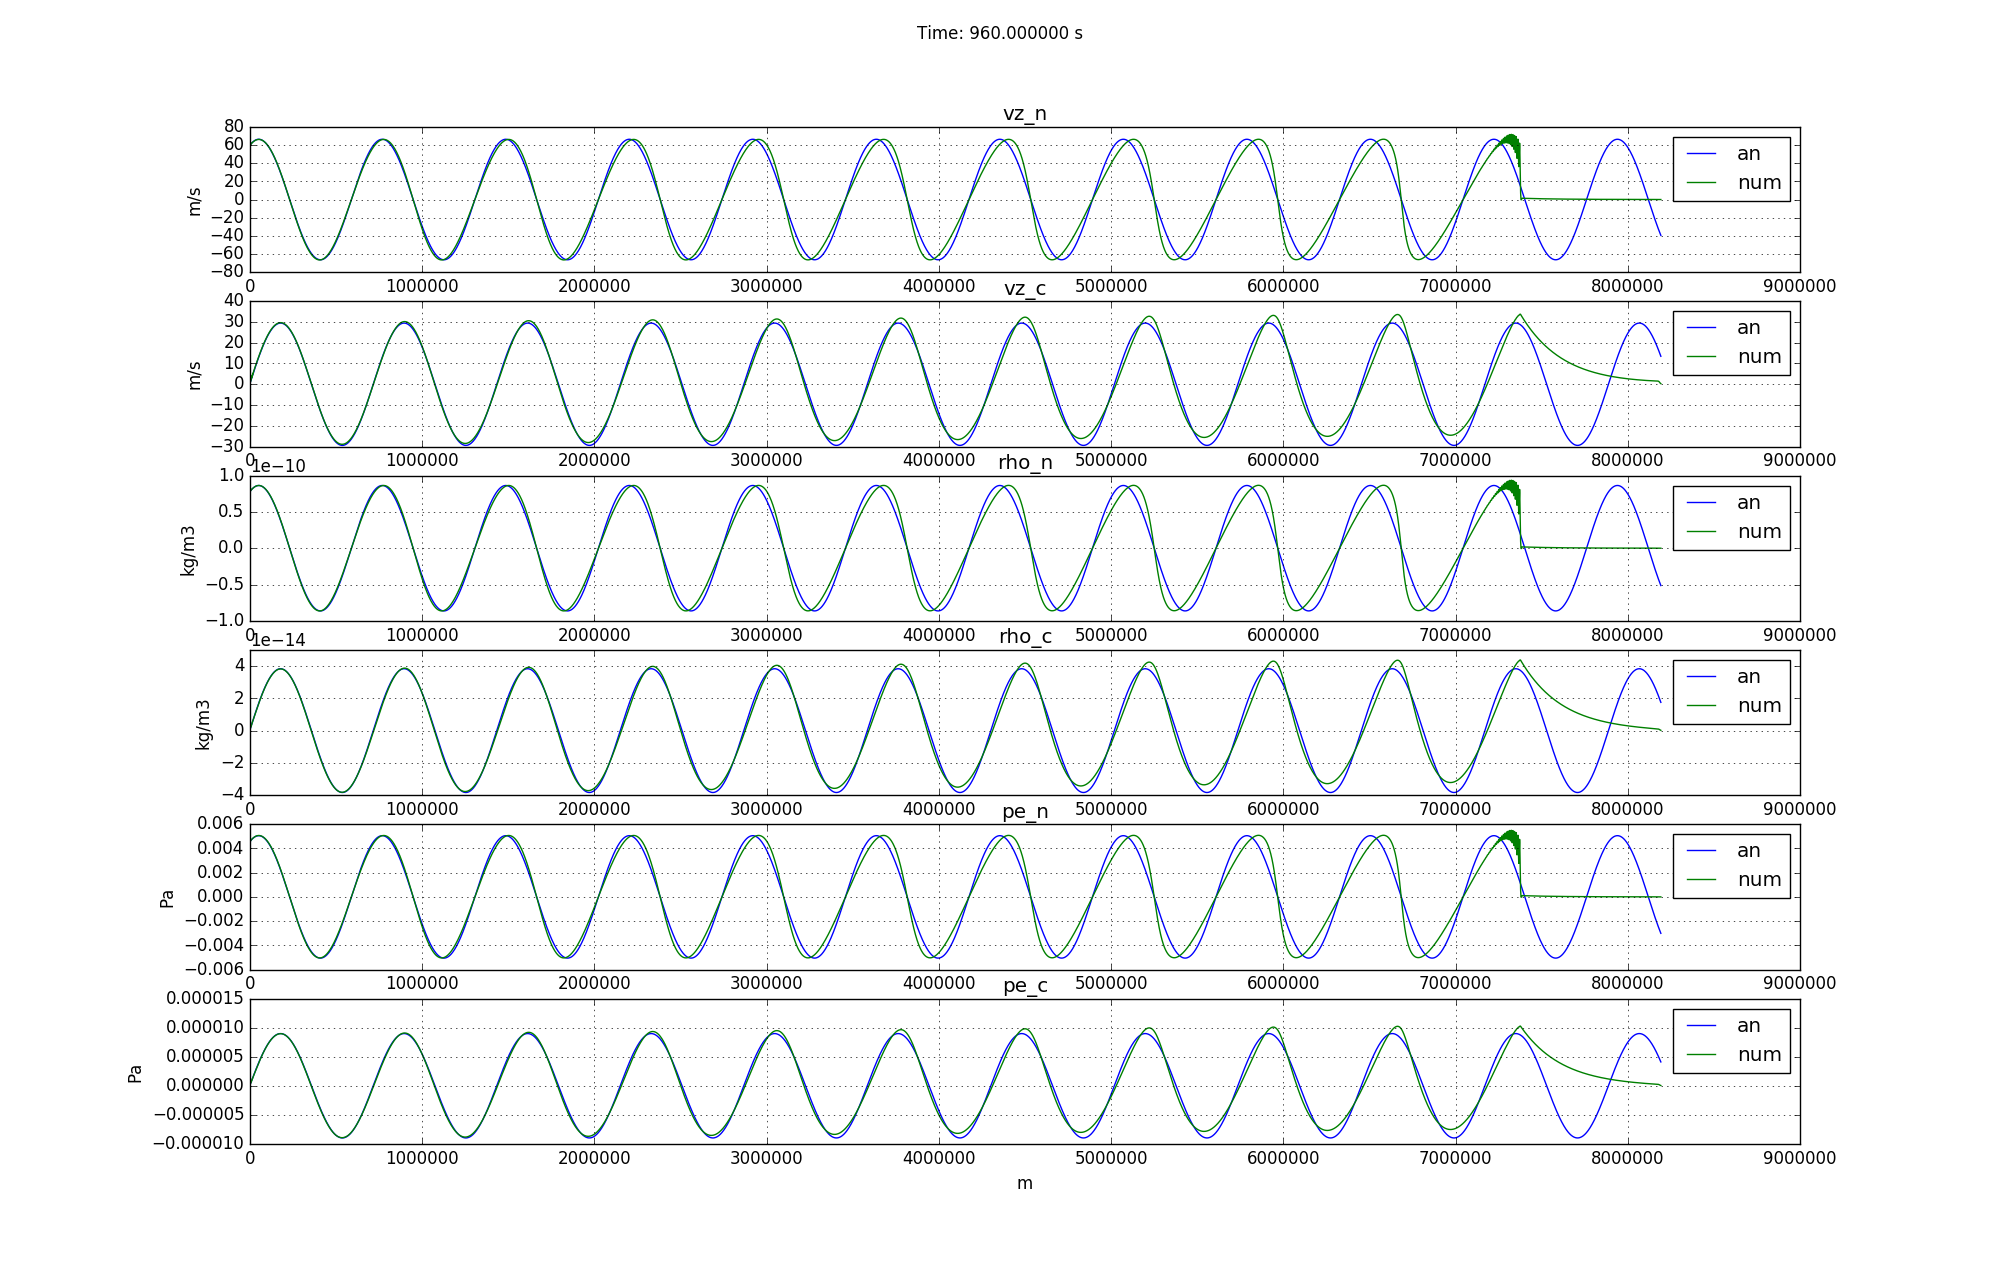 Time: 960.000000 s
vz_n
80
60
40
20
0
−20
−40
−60
−80
m/s
an
num
0 1000000 2000000 3000000 4000000 5000000 6000000 7000000 8000000 9000000
vz_c
40
30
20
10
0
−10
−20
−30
m/s
an
num
0 1000000 2000000 3000000 4000000 5000000 6000000 7000000 8000000 9000000
1e−10
rho_n
1.0
0.5
0.0
−0.5
−1.0
kg/m3
an
num
0 1000000 2000000 3000000 4000000 5000000 6000000 7000000 8000000 9000000
1e−14
rho_c
4
2
0
−2
−4
kg/m3
an
num
0 1000000 2000000 3000000 4000000 5000000 6000000 7000000 8000000 9000000
pe_n
0.006
0.004
0.002
0.000
−0.002
−0.004
−0.006
Pa
an
num
0 1000000 2000000 3000000 4000000 5000000 6000000 7000000 8000000 9000000
pe_c
0.000015
0.000010
0.000005
0.000000
−0.000005
−0.000010
Pa
an
num
0 1000000 2000000 3000000 4000000 5000000 6000000 7000000 8000000 9000000
m